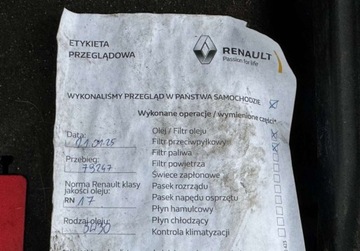 ETYKIETA
PRZEGLĄDOWA
RENAULT
Passion for life
WYKONALIŚMY PRZEGLĄD W PAŃSTWA SAMOCHODZIE
Wykonane operacje / wymienione części*
Data:
Olej / Filtr oleju
Filtr przeciwpyłkowy
Przebieg:
Filtr paliwa
Filtr powietrza
Świece zapłonowe
Norma Renault klasy
jakości oleju:
Pasek rozrządu
RN 17
Pasek napędu osprzętu
Płyn hamulcowy
Rodzaj oleju:
Płyn chłodzący
5W30
Kontrola klimatyzacji